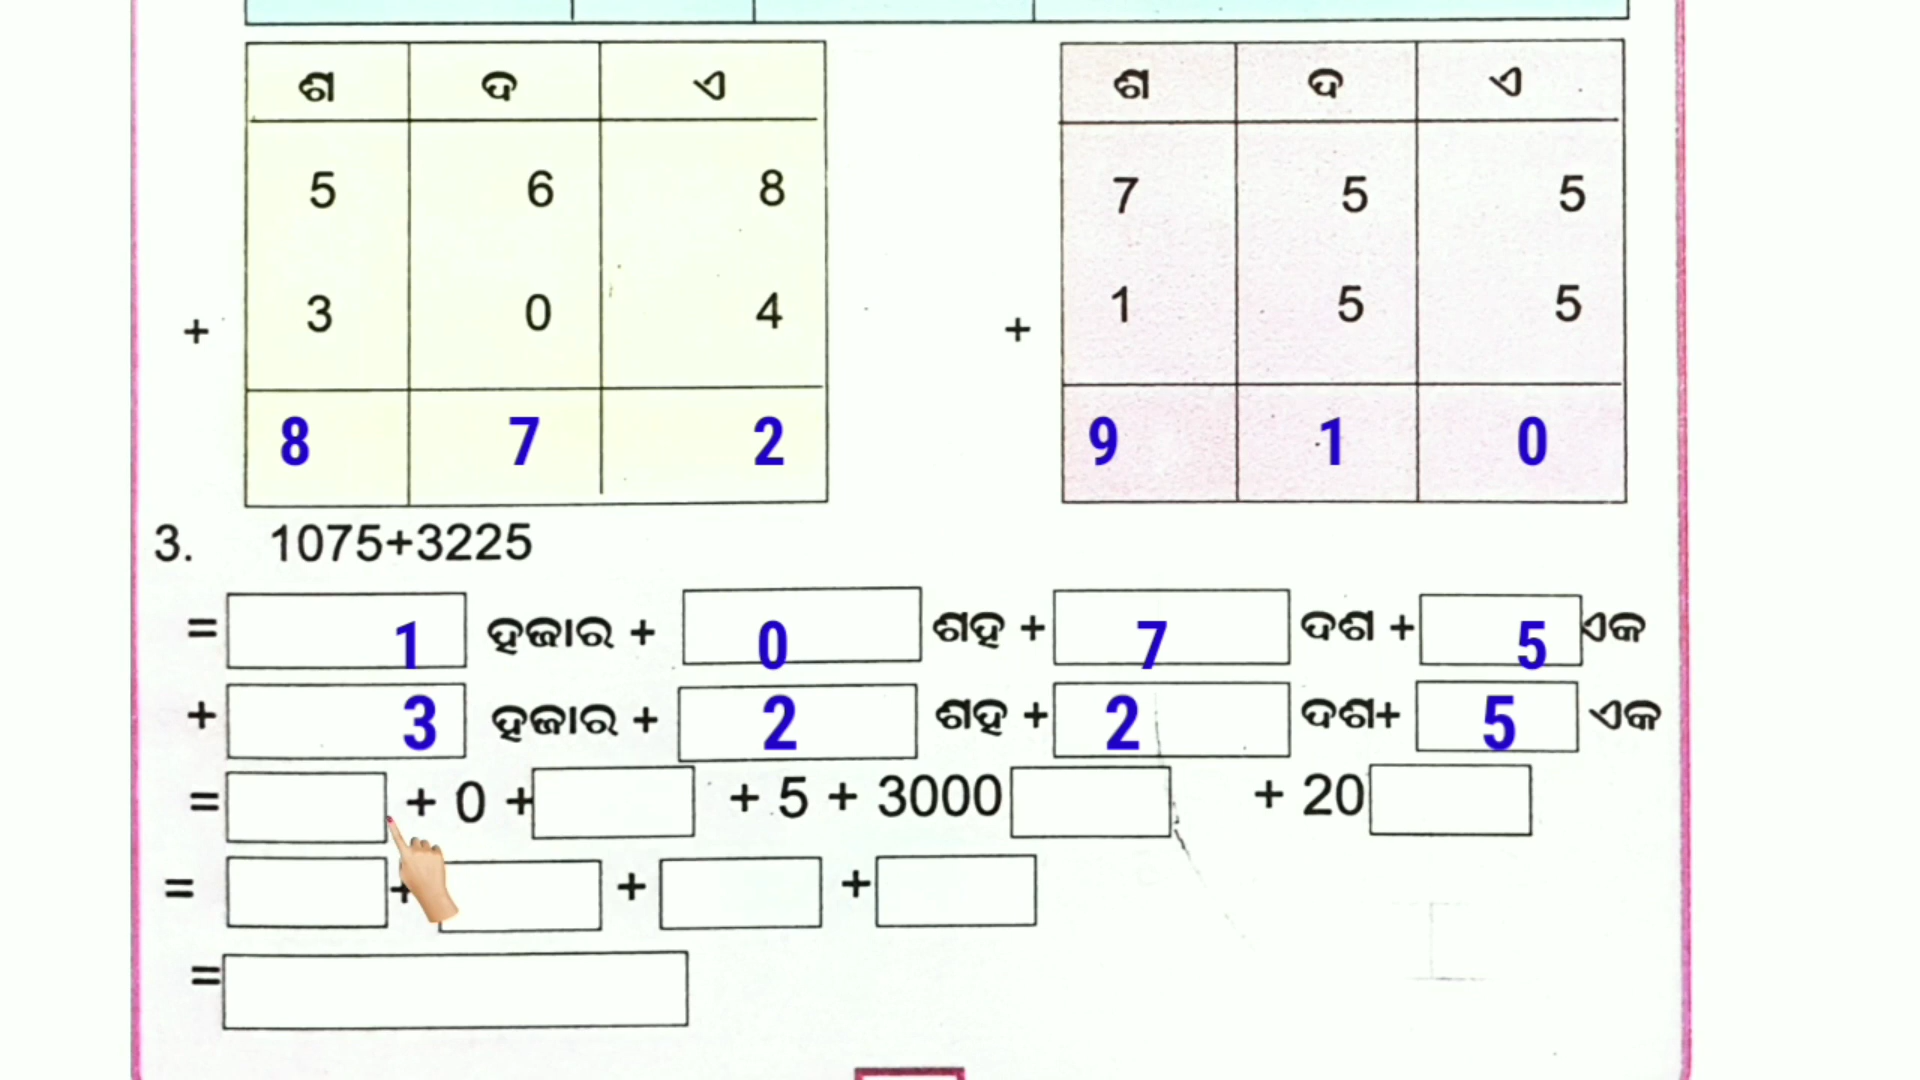 ଶ ଦ ଏ
5 6 8
+ 3 0 4
8 7 2
ଶ ଦ ଏ
7 5 5
+ 1 5 5
9 1 0
3. 1075+3225
= 1 ହଜାର + 0 ଶହ + 7 ଦଶ + 5 ଏକ
+ 3 ହଜାର + 2 ଶହ + 2 ଦଶ+ 5 ଏକ
= + 0 + + 5 + 3000 + 20
= + + +
=